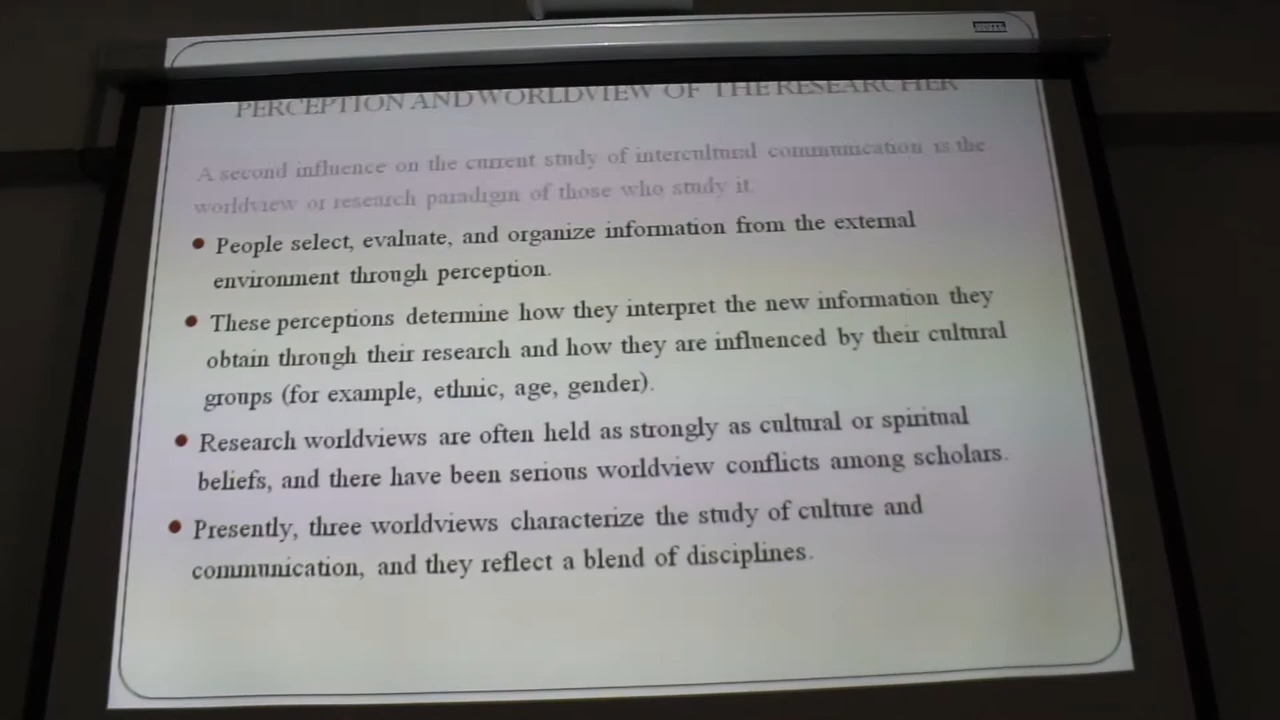 PERCEPTION AND WORLDVIEW OF THE RESEARCHER
A second influence on the current study of intercultural communication is the
worldview or research paradigm of those who study it.
• People select, evaluate, and organize information from the external
environment through perception.
• These perceptions determine how they interpret the new information they
obtain through their research and how they are influenced by their cultural
groups (for example, ethnic, age, gender).
• Research worldviews are often held as strongly as cultural or spiritual
beliefs, and there have been serious worldview conflicts among scholars.
• Presently, three worldviews characterize the study of culture and
communication, and they reflect a blend of disciplines.